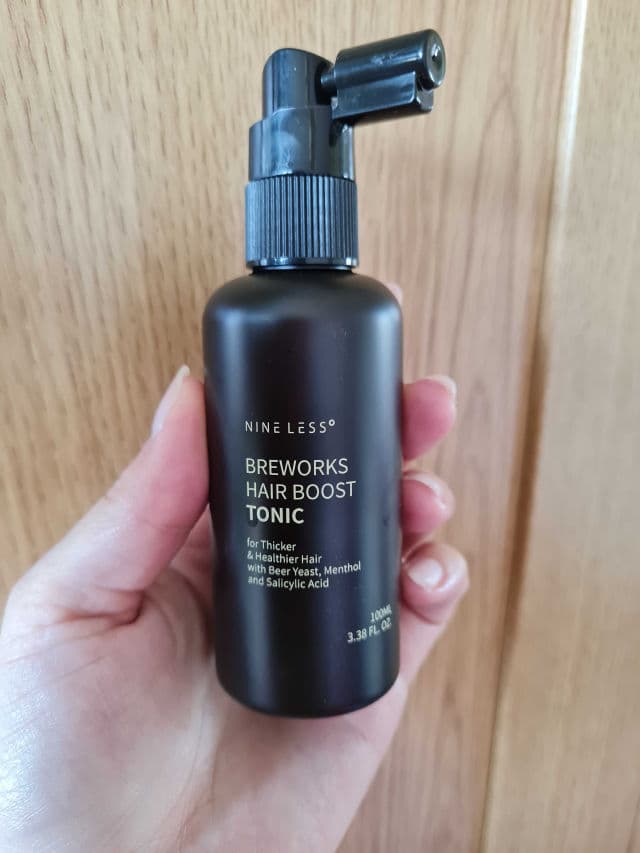 NINE LESS°
BREWORKS
HAIR BOOST
TONIC
for Thicker
& Healthier Hair
with Beer Yeast, Menthol
and Salicylic Acid
100ML
3.38 FL. OZ.